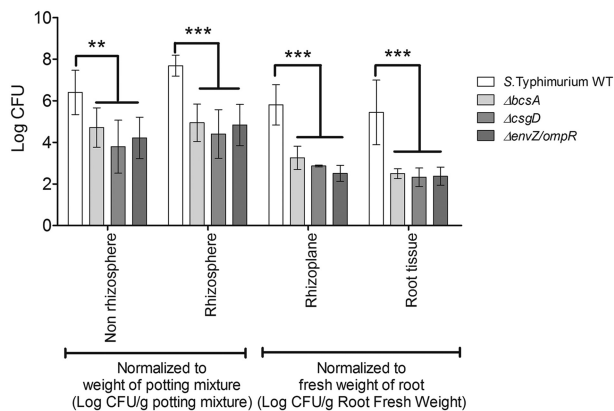 10
8
6
4
2
0
Log CFU
**
***
***
***
S.Typhimurium WT
ΔbcsA
ΔcsgD
ΔenvZ/ompR
Non rhizosphere
Rhizosphere
Rhizoplane
Root tissue
Normalized to
weight of potting mixture
(Log CFU/g potting mixture)
Normalized to
fresh weight of root
(Log CFU/g Root Fresh Weight)